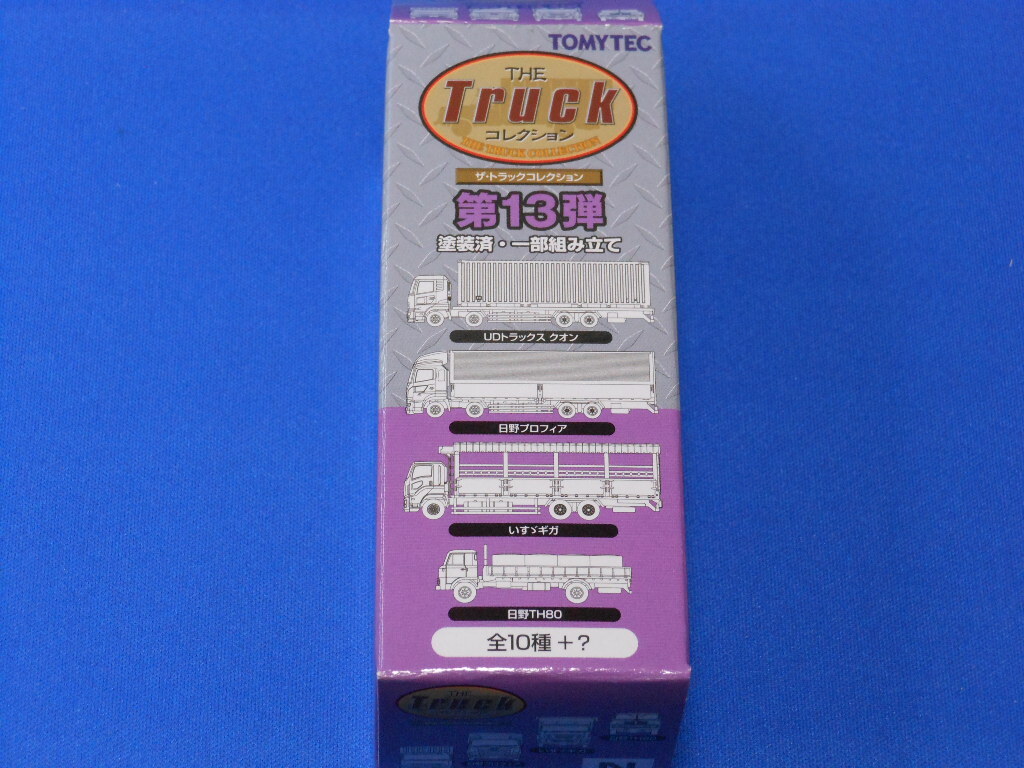 TOMYTEC
THE
Truck
コレクション
THE TRUCK COLLECTION
ザ・トラックコレクション
第13弾
塗装済・一部組み立て
UDトラックス クオン
日野プロフィア
いすゞギガ
日野TH80
全10種 +?
THE
Truck